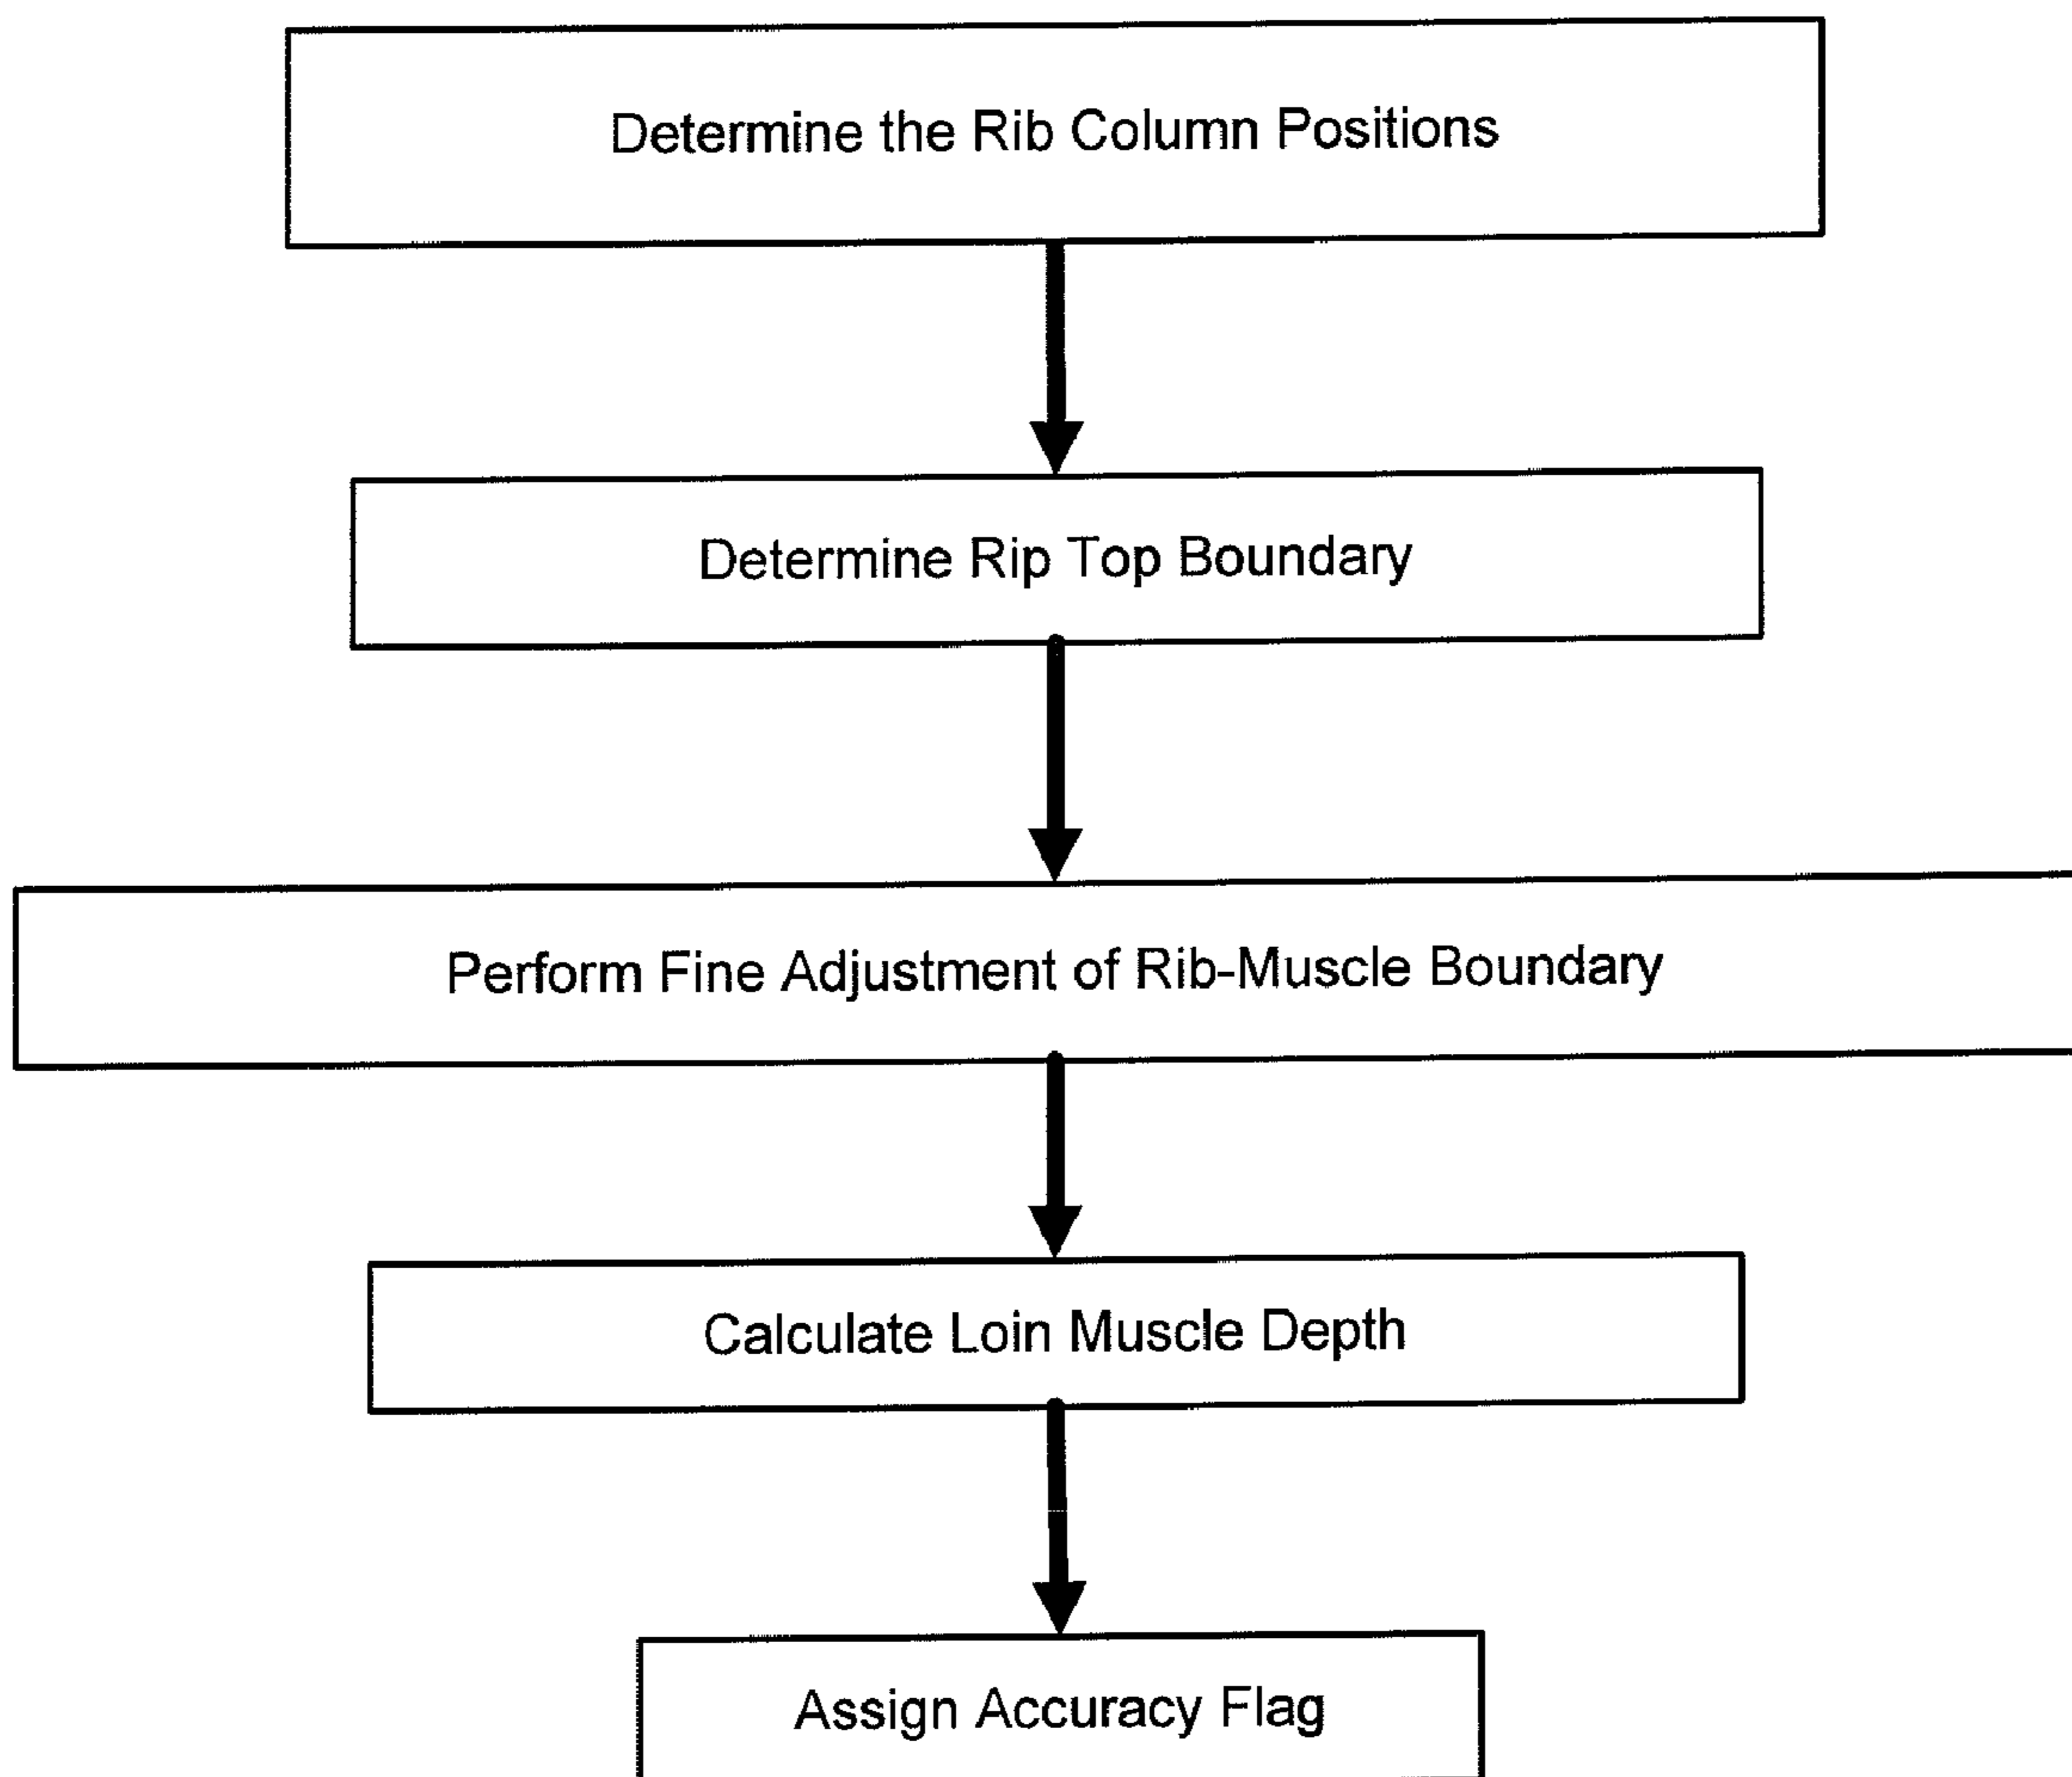 Determine the Rib Column Positions
Determine Rip Top Boundary
Perform Fine Adjustment of Rib-Muscle Boundary
Calculate Loin Muscle Depth
Assign Accuracy Flag